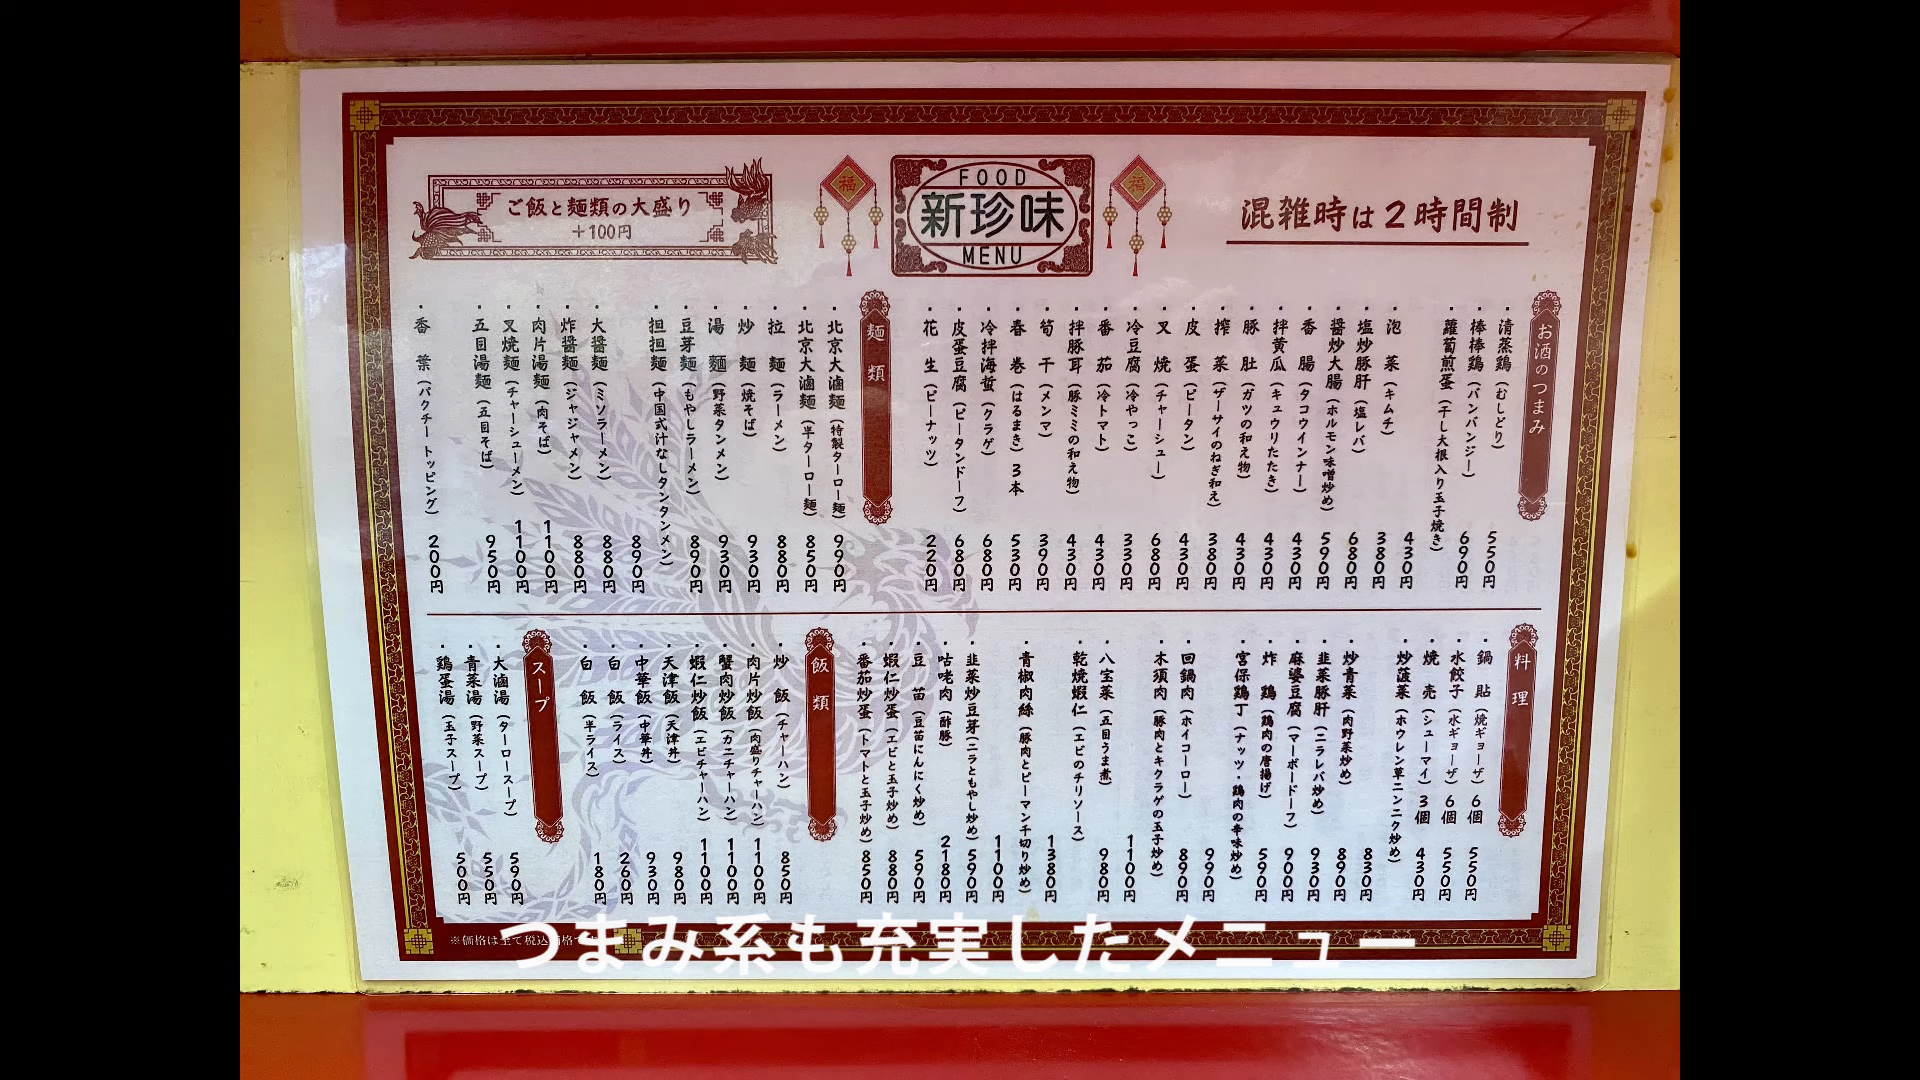 ご飯と麺類の大盛り
+100円
FOOD
新珍味
MENU
福
福
混雑時は2時間制
お酒のつまみ
・清蒸鶏(むしどり) 550円
・棒棒鶏(バンバンジー) 690円
・蘿蔔煎蛋(干し大根入り玉子焼き) 430円
・泡菜(キムチ) 380円
・塩炒豚肝(塩レバ) 680円
・醤炒大腸(ホルモン味噌炒め) 590円
・香腸(タコウインナー) 430円
・拌黄瓜(キュウリたたき) 430円
・豚肚(ガツの和え物) 430円
・搾菜(ザーサイのねぎ和え) 380円
・皮蛋(ピータン) 430円
・叉焼(チャーシュー) 680円
・冷豆腐(冷やっこ) 330円
・番茄(冷トマト) 430円
・拌豚耳(豚ミミの和え物) 430円
・筍干(メンマ) 390円
・春巻(はるまき)3本 530円
・冷拌海蜇(クラゲ) 680円
・皮蛋豆腐(ピータンドーフ) 680円
・花生(ピーナッツ) 220円
麺類
・北京大滷麺(特製ターロー麺) 990円
・北京大滷麺(半ターロー麺) 850円
・拉麺(ラーメン) 880円
・炒麺(焼そば) 930円
・湯麺(野菜タンメン) 930円
・豆芽麺(もやしラーメン) 890円
・担担麺(中国式汁なしタンタンメン) 890円
・大醤麺(ミソラーメン) 880円
・炸醤麺(ジャジャメン) 880円
・肉片湯麺(肉そば) 1100円
・叉焼麺(チャーシューメン) 1100円
・五目湯麺(五目そば) 950円
・香葉(パクチートッピング) 200円
料理
・鍋貼(焼ギョーザ)6個 550円
・水餃子(水ギョーザ)6個 550円
・焼売(シューマイ)3個 430円
・炒菠菜(ホウレン草ニンニク炒め) 830円
・炒青菜(肉野菜炒め) 890円
・韭菜豚肝(ニラレバ炒め) 930円
・麻婆豆腐(マーボードーフ) 900円
・炸鶏(鶏肉の唐揚げ) 590円
・宮保鶏丁(ナッツ・鶏肉の辛味炒め) 990円
・回鍋肉(ホイコーロー) 890円
・木須肉(豚肉とキクラゲの玉子炒め) 1100円
・八宝菜(五目うま煮) 980円
・乾焼蝦仁(エビのチリソース) 1380円
・青椒肉絲(豚肉とピーマン千切り炒め) 1100円
・韭菜炒豆芽(ニラともやし炒め) 590円
・咕咾肉(酢豚) 2180円
・豆苗(豆苗にんにく炒め) 590円
・蝦仁炒蛋(エビと玉子炒め) 880円
・番茄炒蛋(トマトと玉子炒め) 850円
飯類
・炒飯(チャーハン) 850円
・肉片炒飯(肉盛りチャーハン) 1100円
・蟹肉炒飯(カニチャーハン) 1100円
・蝦仁炒飯(エビチャーハン) 1100円
・天津飯(天津丼) 980円
・中華飯(中華丼) 930円
・白飯(ライス) 260円
・白飯(半ライス) 180円
スープ
・大滷湯(タースープ) 590円
・青菜湯(野菜スープ) 550円
・鶏蛋湯(玉子スープ) 500円
※価格は全て税込価格で
つまみ系も充実したメニュー